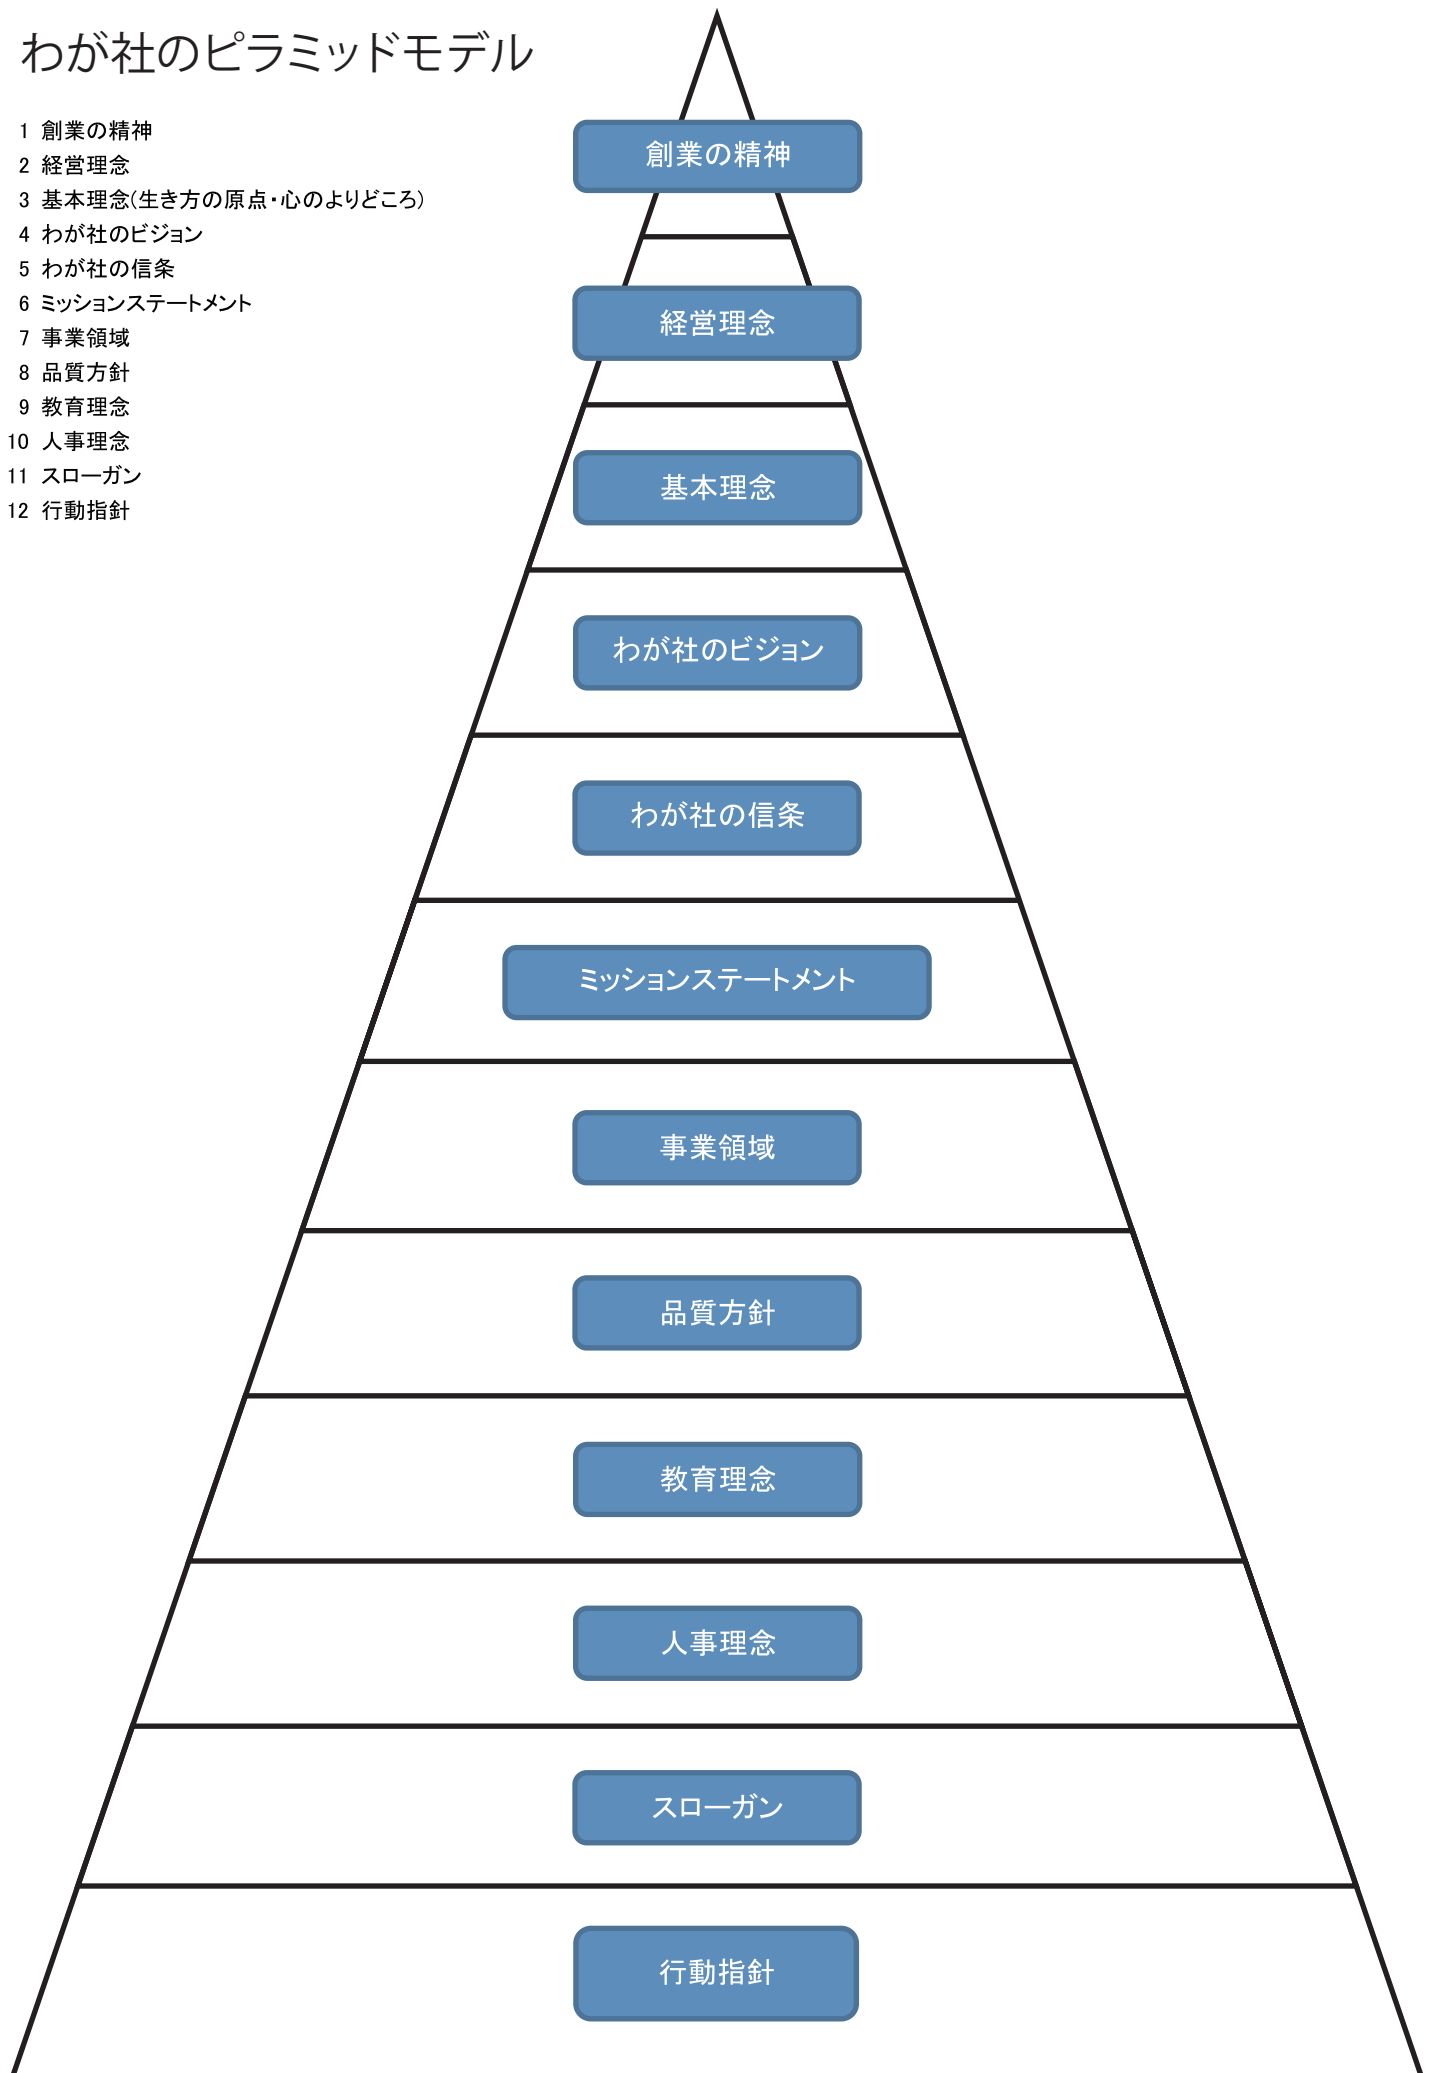 わが社のピラミッドモデル
1 創業の精神
2 経営理念
3 基本理念(生き方の原点・心のよりどころ)
4 わが社のビジョン
5 わが社の信条
6 ミッションステートメント
7 事業領域
8 品質方針
9 教育理念
10 人事理念
11 スローガン
12 行動指針
創業の精神
経営理念
基本理念
わが社のビジョン
わが社の信条
ミッションステートメント
事業領域
品質方針
教育理念
人事理念
スローガン
行動指針